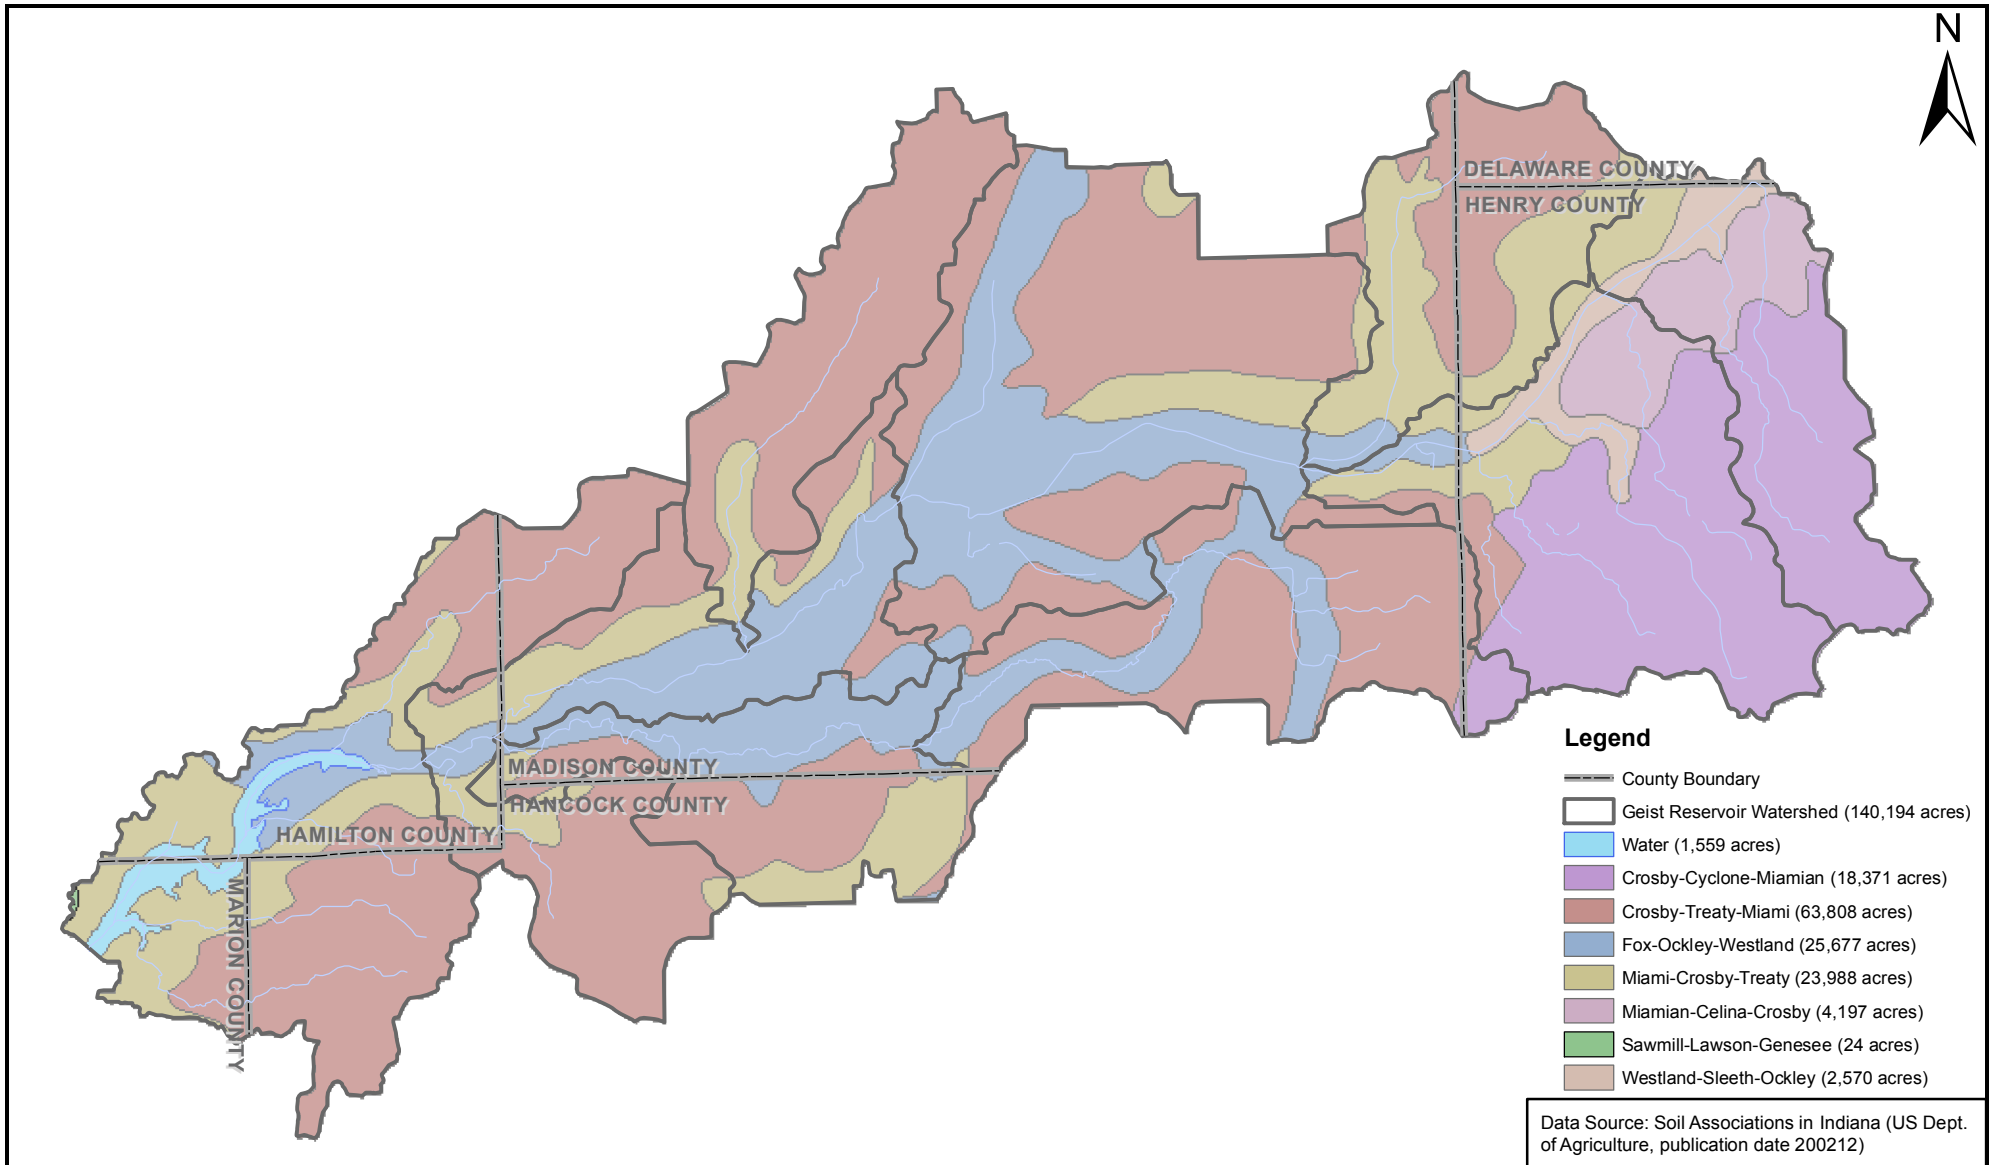 N
DELAWARE COUNTY
HENRY COUNTY
MADISON COUNTY
HANCOCK COUNTY
HAMILTON COUNTY
MARION COUNTY
Legend
County Boundary
Geist Reservoir Watershed (140,194 acres)
Water (1,559 acres)
Crosby-Cyclone-Miamian (18,371 acres)
Crosby-Treaty-Miami (63,808 acres)
Fox-Ockley-Westland (25,677 acres)
Miami-Crosby-Treaty (23,988 acres)
Miamian-Celina-Crosby (4,197 acres)
Sawmill-Lawson-Genesee (24 acres)
Westland-Sleeth-Ockley (2,570 acres)
Data Source: Soil Associations in Indiana (US Dept.
of Agriculture, publication date 200212)